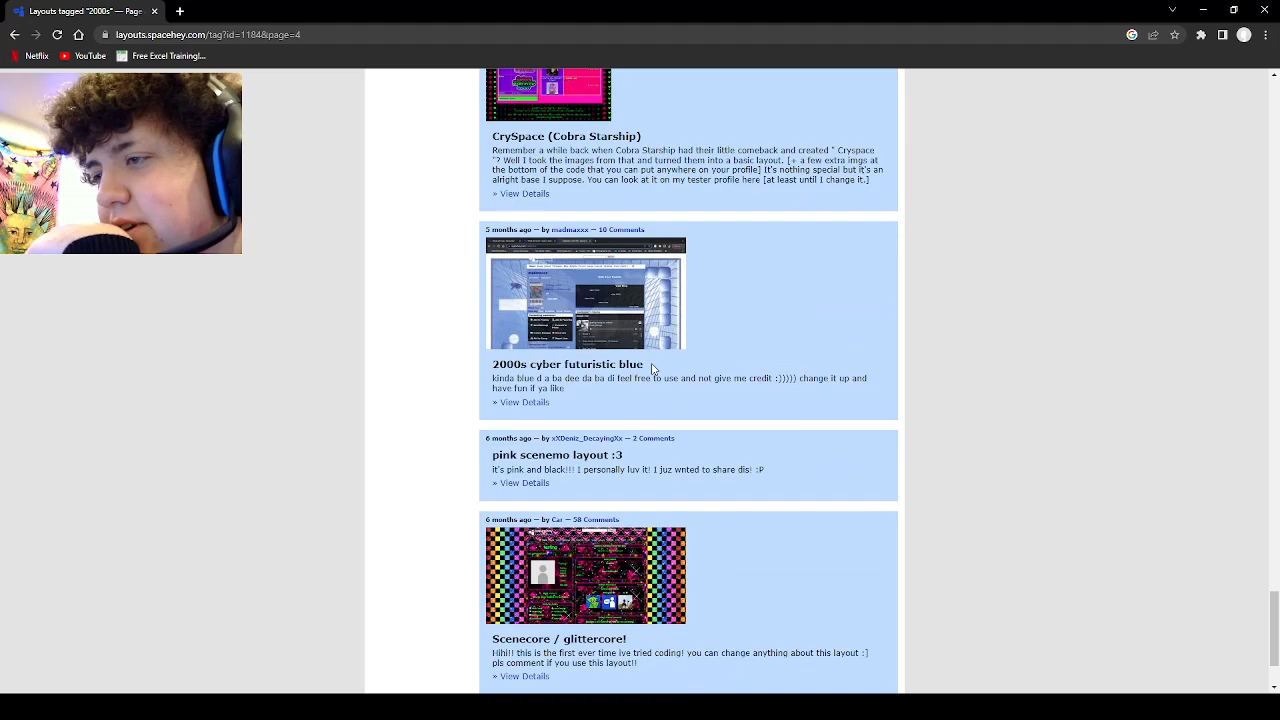 Layouts tagged "2000s" — Page
layouts.spacehey.com/tag?id=1184&page=4
Netflix
YouTube
Free Excel Training!...
CrySpace (Cobra Starship)
Remember a while back when Cobra Starship had their little comeback and created " Cryspace
"? Well I took the images from that and turned them into a basic layout. [+ a few extra imgs at
the bottom of the code that you can put anywhere on your profile] It's nothing special but it's an
alright base I suppose. You can look at it on my tester profile here [at least until I change it.]
» View Details
5 months ago — by madmaxxx — 10 Comments
2000s cyber futuristic blue
kinda blue d a ba dee da ba di feel free to use and not give me credit :))))) change it up and
have fun if ya like
» View Details
6 months ago — by xXDeniz_DecayingXx — 2 Comments
pink scenemo layout :3
it's pink and black!!! I personally luv it! I juz wnted to share dis! :P
» View Details
6 months ago — by Car — 58 Comments
Scenecore / glittercore!
Hihi!! this is the first ever time ive tried coding! you can change anything about this layout :]
pls comment if you use this layout!!
» View Details